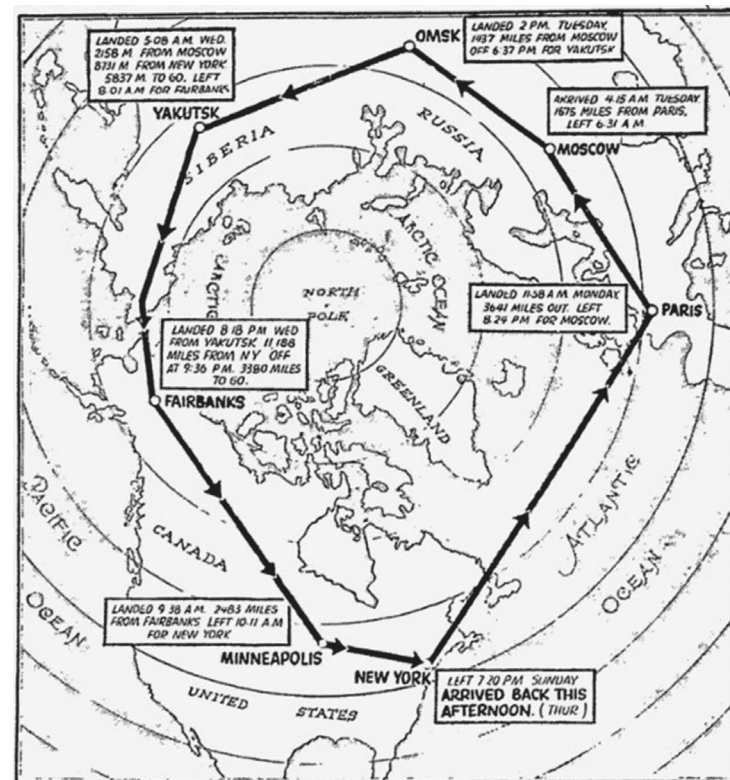 LANDED 5-08 A.M. WED.
2158 M. FROM MOSCOW
8731 M. FROM NEW YORK
5837 M. TO GO. LEFT
8-01 A.M FOR FAIRBANKS
YAKUTSK
OMSK
LANDED 2 P.M. TUESDAY,
1437 MILES FROM MOSCOW
OFF 6:37 PM FOR YAKUTSK
ARRIVED 4-15 A.M TUESDAY
1675 MILES FROM PARIS,
LEFT 6-31 A M.
MOSCOW
SIBERIA
RUSSIA
ARCTIC OCEAN
ARCTIC
NORTH
POLE
LANDED 11-58 A.M. MONDAY,
3641 MILES OUT. LEFT
8.24 PM FOR MOSCOW.
PARIS
LANDED 8 18 PM WED
FROM YAKUTSK 11,188
MILES FROM NY OFF
AT 9:36 P.M. 3380 MILES
TO GO.
FAIRBANKS
GREENLAND
PACIFIC
OCEAN
CANADA
ATLANTIC
OCEAN
LANDED 9.38 A.M. 2483 MILES
FROM FAIRBANKS LEFT 10-11 A M
FOR NEW YORK
MINNEAPOLIS
NEW YORK
LEFT 7 20 PM SUNDAY
ARRIVED BACK THIS
AFTERNOON. (THUR)
UNITED STATES